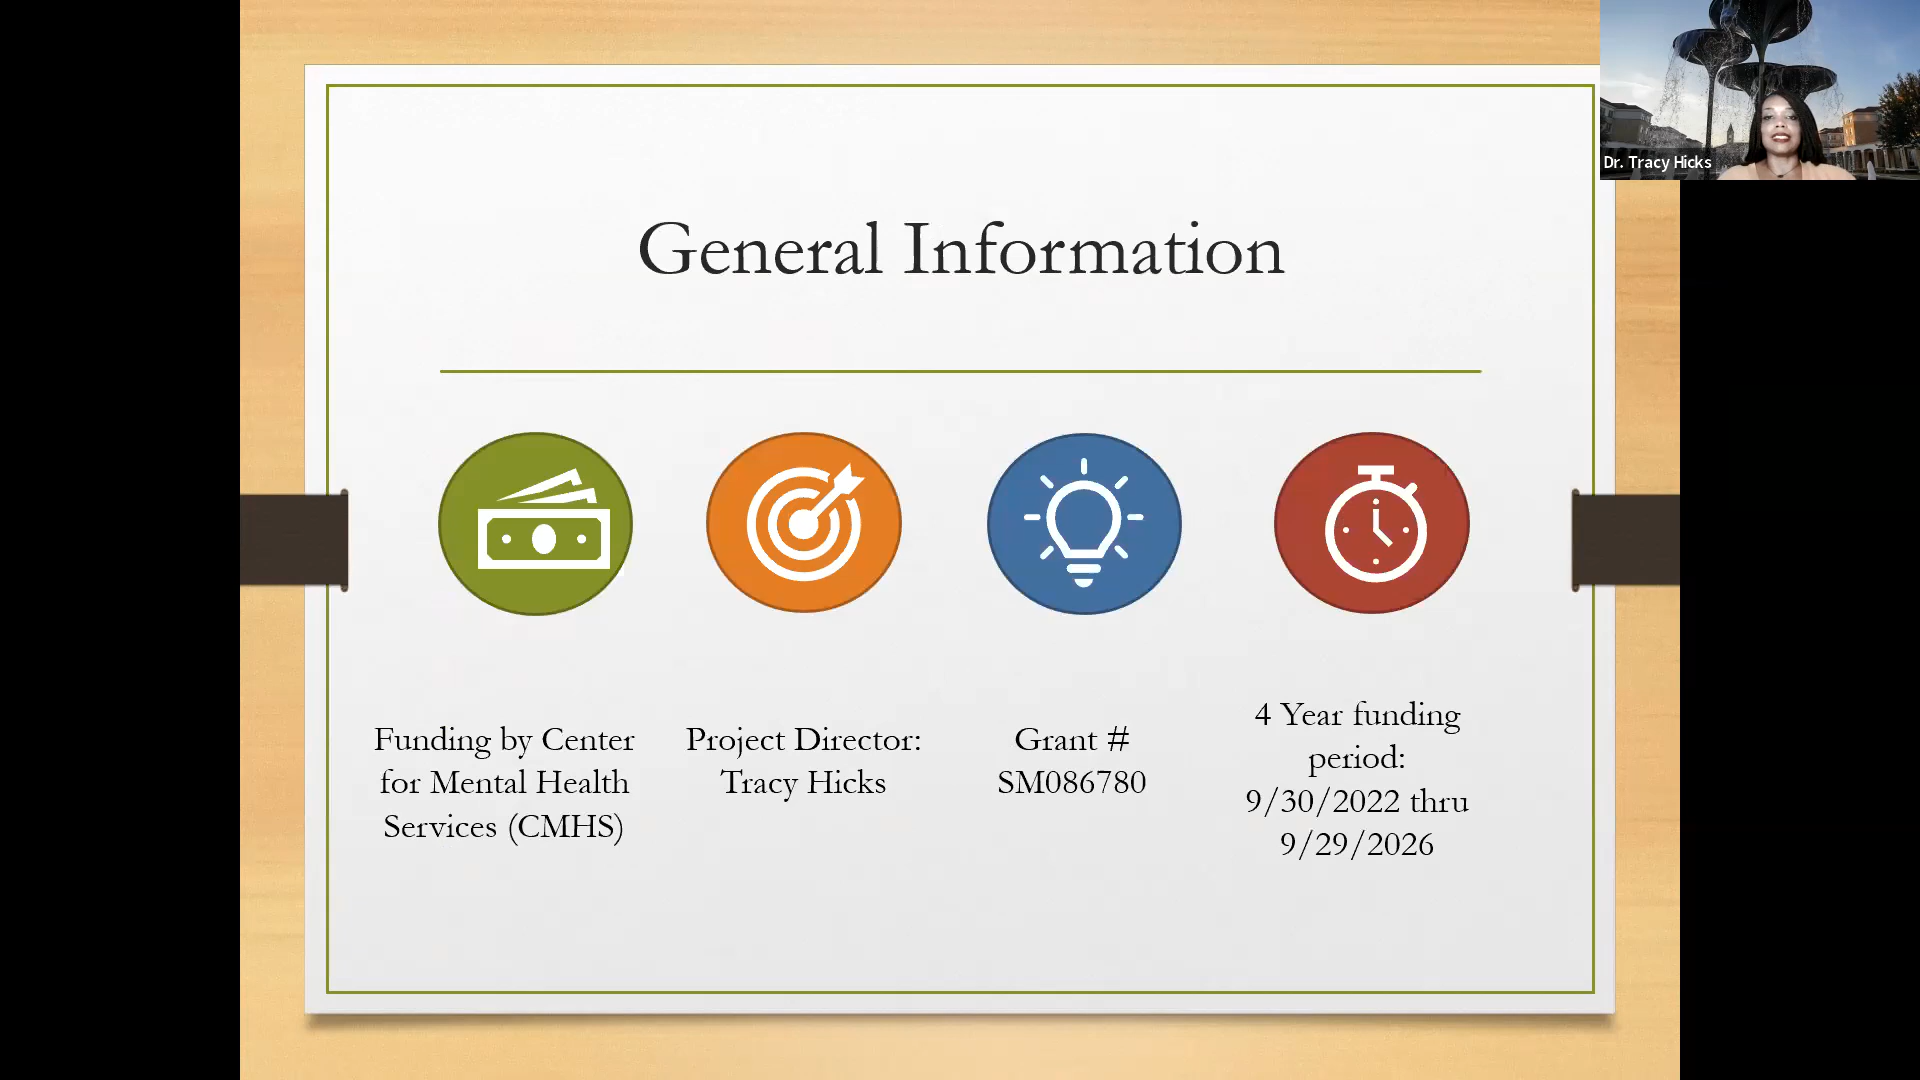 Dr. Tracy Hicks
General Information
Funding by Center
for Mental Health
Services (CMHS)
Project Director:
Tracy Hicks
Grant #
SM086780
4 Year funding
period:
9/30/2022 thru
9/29/2026